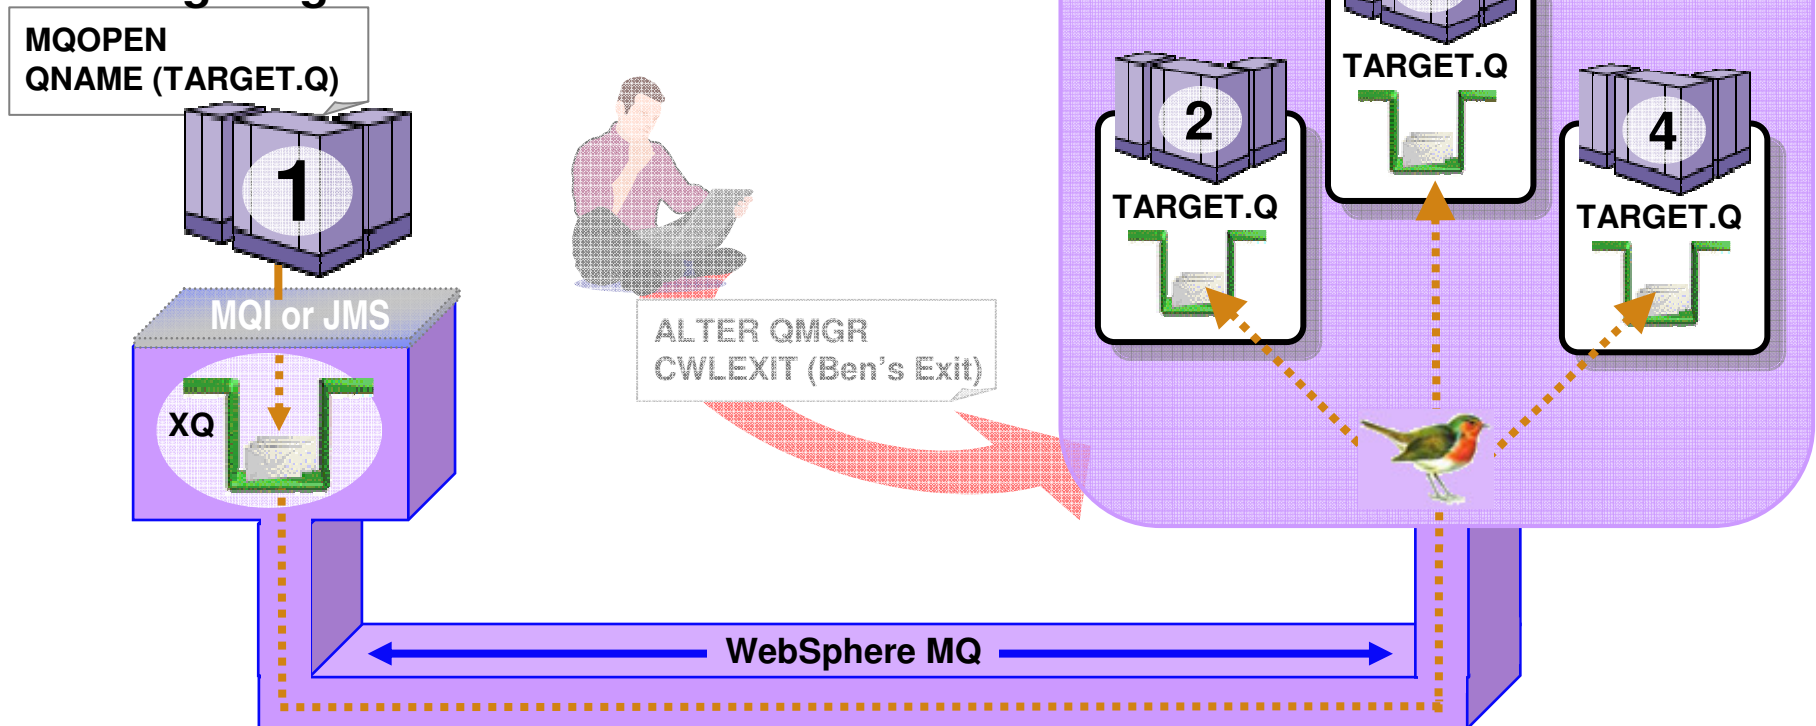 MQOPEN
QNAME (TARGET.Q)
1
MQI or JMS
XQ
ALTER QMGR
CWLEXIT (Ben's Exit)
2
TARGET.Q
TARGET.Q
4
TARGET.Q
WebSphere MQ